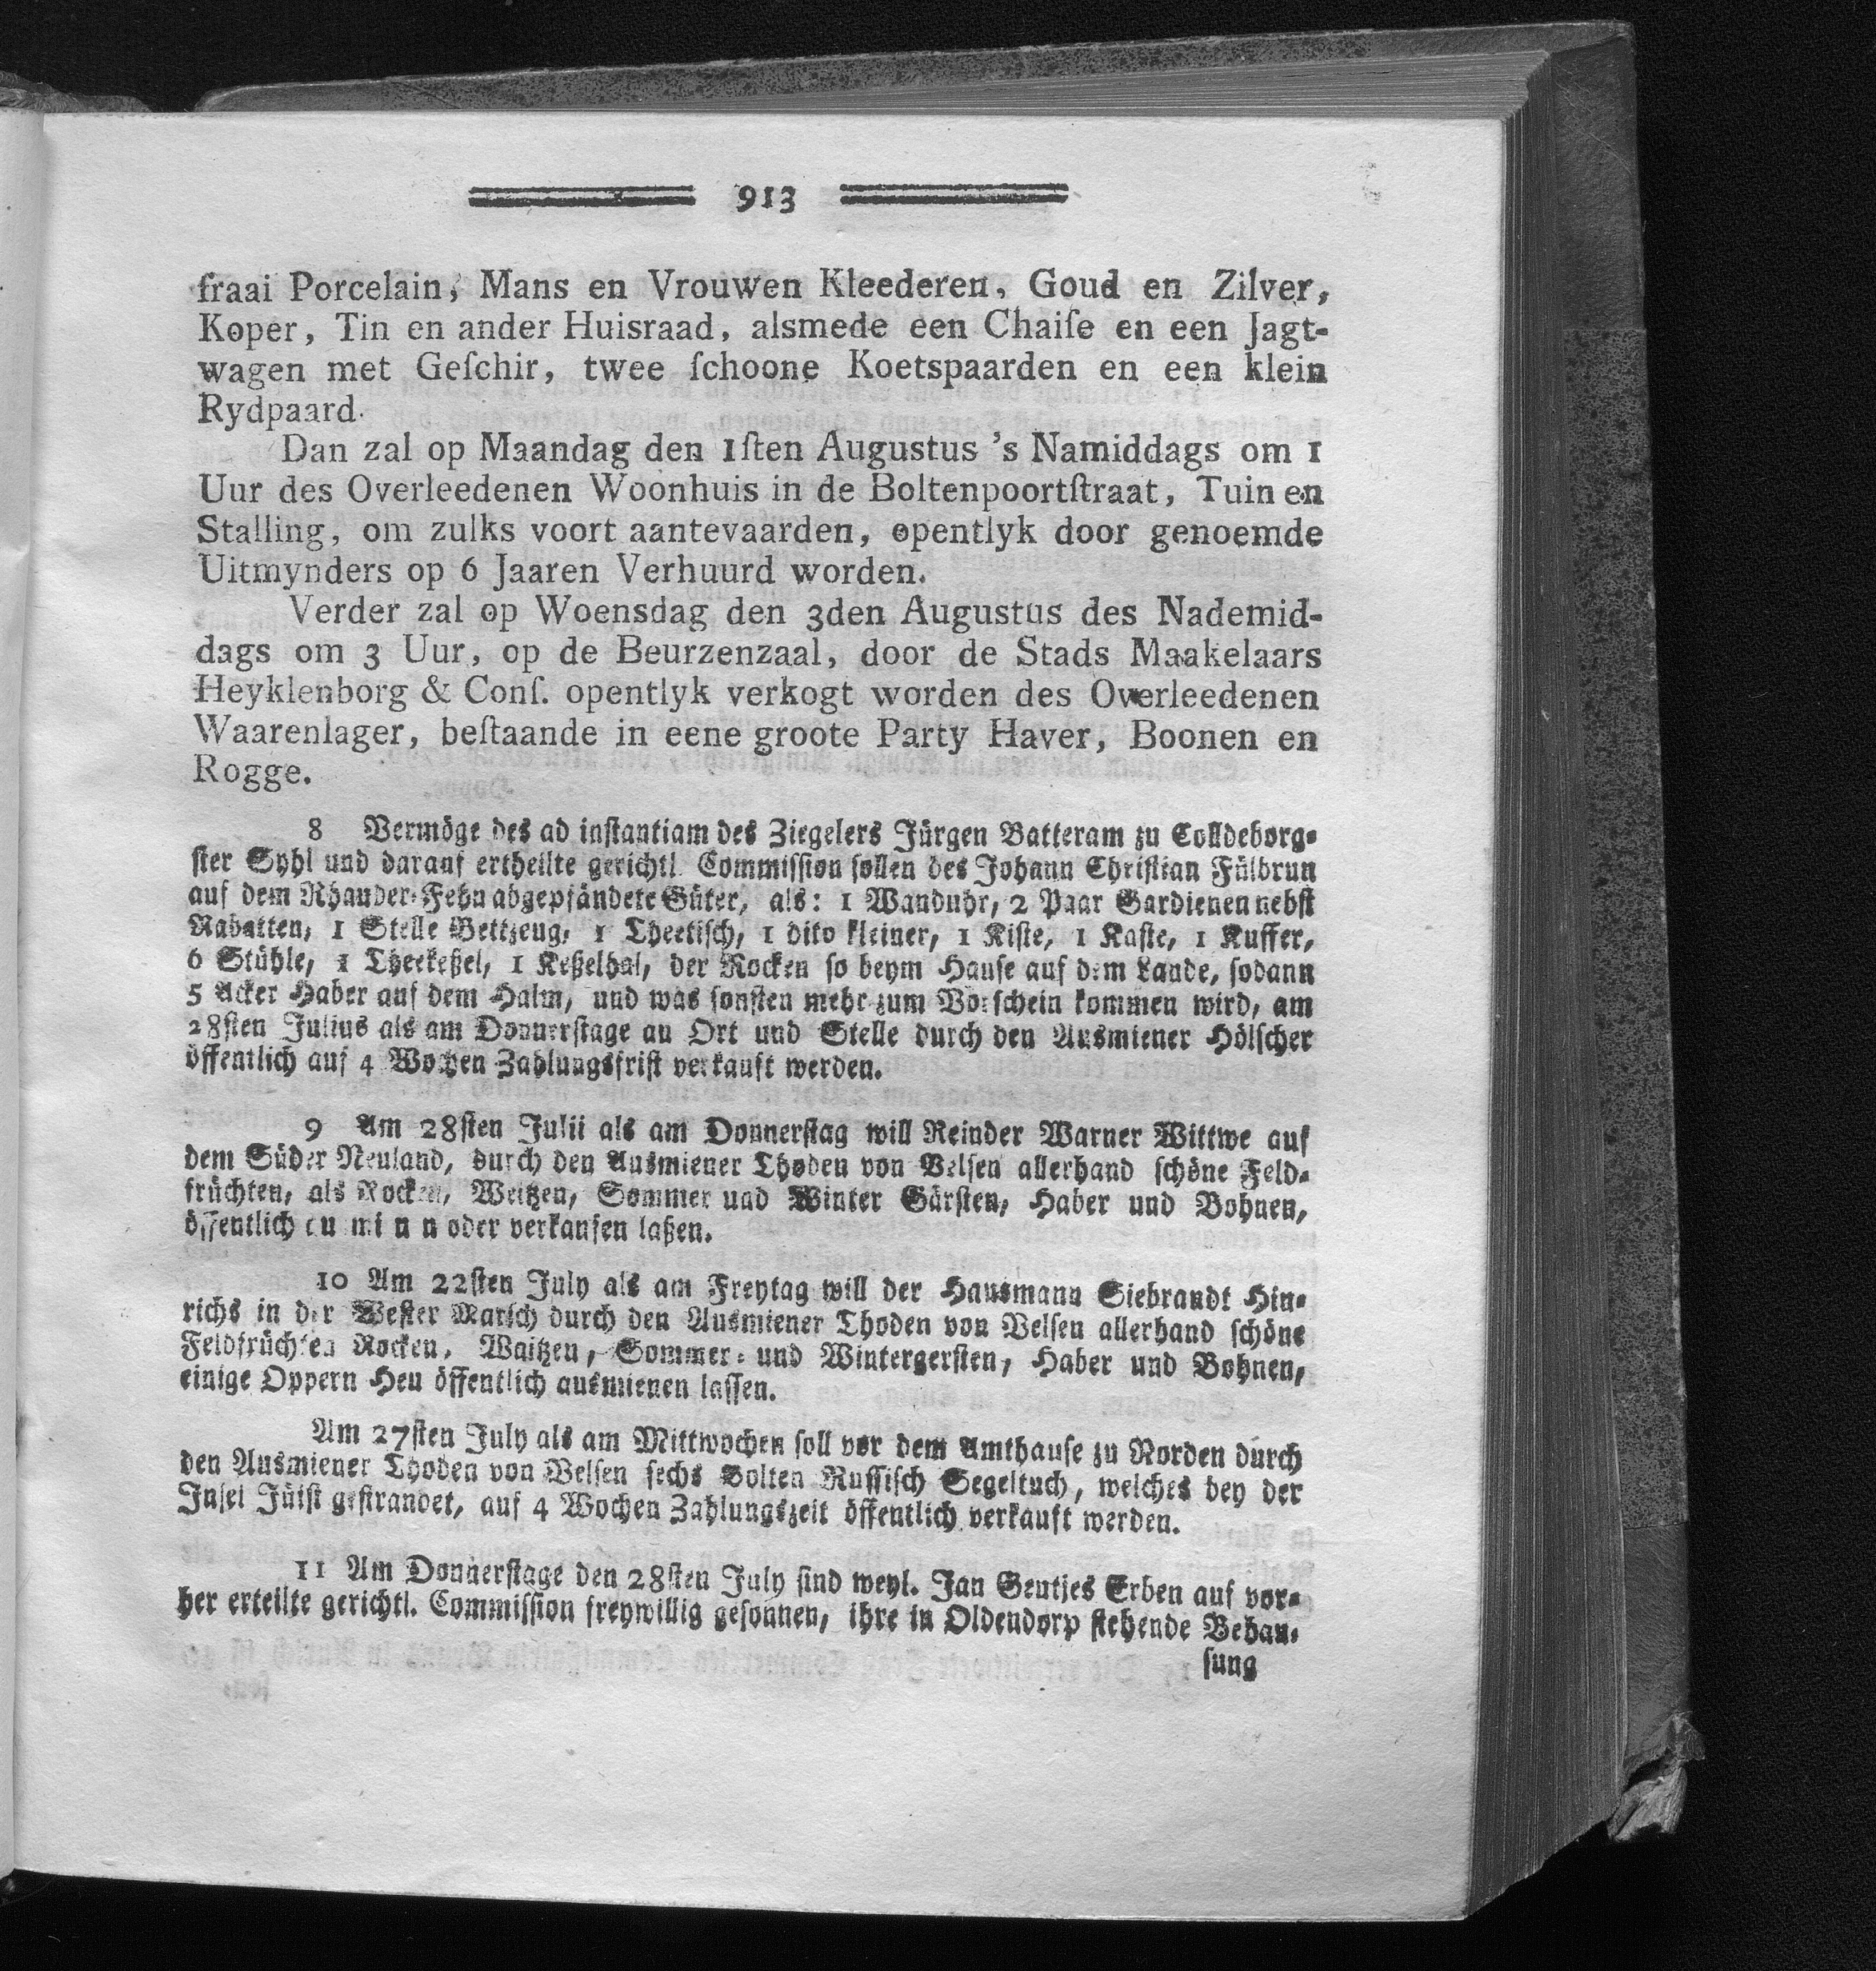 913
fraai Porcelain, Mans en Vrouwen Kleederen, Goud en Zilver,
Koper, Tin en ander Huisraad, alsmede een Chaiſe en een Jagt-
wagen met Geſchir, twee ſchoone Koetspaarden en een klein
Rydpaard.
Dan zal op Maandag den 1ſten Augustus 's Namiddags om 1
Uur des Overleedenen Woonhuis in de Boltenpoortſtraat, Tuin en
Stalling, om zulks voort aantevaarden, opentlyk door genoemde
Uitmynders op 6 Jaaren Verhuurd worden.
Verder zal op Woensdag den 3den Augustus des Nademid-
dags om 3 Uur, op de Beurzenzaal, door de Stads Maakelaars
Heyklenborg & Conſ. opentlyk verkogt worden des Overleedenen
Waarenlager, beſtaande in eene groote Party Haver, Boonen en
Rogge.
8 Vermöge des ad instantiam des Ziegelers Jürgen Batteram zu Colldeborg-
ster Syhl und darauf ertheilte gerichtl. Commission sollen des Johann Christian Fülbrun
auf dem Rhauder-Fehn abgepfändete Güter, als: 1 Wanduhr, 2 Paar Gardienen nebst
Rabatten, 1 Stelle Bettzeug, 1 Theetisch, 1 dito kleiner, 1 Kiste, 1 Kaste, 1 Kuffer,
6 Stühle, 1 Theekeßel, 1 Keßelhal, der Rocken so beym Hause auf dem Lande, sodann
5 Acker Haber auf dem Halm, und was sonsten mehr zum Vorschein kommen wird, am
28sten Julius als am Donnerstage an Ort und Stelle durch den Ausmiener Hölscher
öffentlich auf 4 Wochen Zahlungsfrist verkauft werden.
9 Am 28sten Julii als am Donnerstag will Reinder Warner Wittwe auf
dem Süder Neuland, durch den Ausmiener Thoden von Velsen allerhand schöne Feld-
früchten, als Rocken, Weitzen, Sommer und Winter Gärsten, Haber und Bohnen,
öffentlich oder verkaufen laßen.
10 Am 22sten July als am Freytag will der Hausmann Siebrandt Hin-
richs in der Wester Marsch durch den Ausmiener Thoden von Velsen allerhand schöne
Feldfrüchten Rocken, Waitzen, Sommer- und Wintergersten, Haber und Bohnen,
einige Oppern Heu öffentlich ausmienen lassen.
Am 27sten July als am Mittwochen soll vor dem Amthause zu Norden durch
den Ausmiener Thoden von Velsen sechs Bolten Russisch Segeltuch, welches bey der
Insel Jüist gestrandet, auf 4 Wochen Zahlungszeit öffentlich verkauft werden.
11 Am Donnerstage den 28sten July sind weyl. Jan Gentjes Erben auf vor-
her erteilte gerichtl. Commission freywillig gesonnen, ihre in Oldendorp stehende Behau-
sung